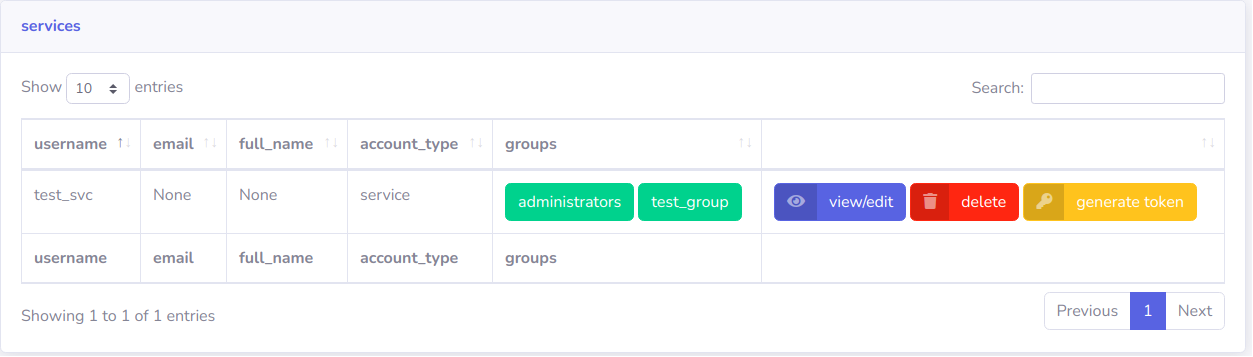 services
Show 10 entries Search:
username email full_name account_type groups
test_svc None None service administrators test_group view/edit delete generate token
username email full_name account_type groups
Showing 1 to 1 of 1 entries Previous 1 Next